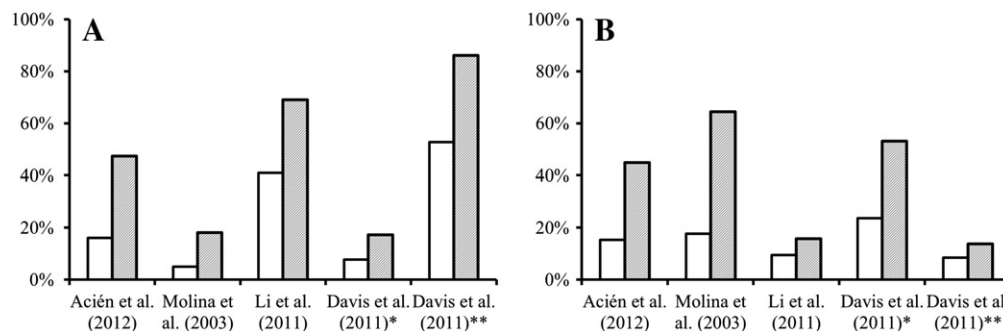 A
100%
80%
60%
40%
20%
0%
Acién et al. (2012)
Molina et al. (2003)
Li et al. (2011)
Davis et al. (2011)*
Davis et al. (2011)**
B
100%
80%
60%
40%
20%
0%
Acién et al. (2012)
Molina et al. (2003)
Li et al. (2011)
Davis et al. (2011)*
Davis et al. (2011)**